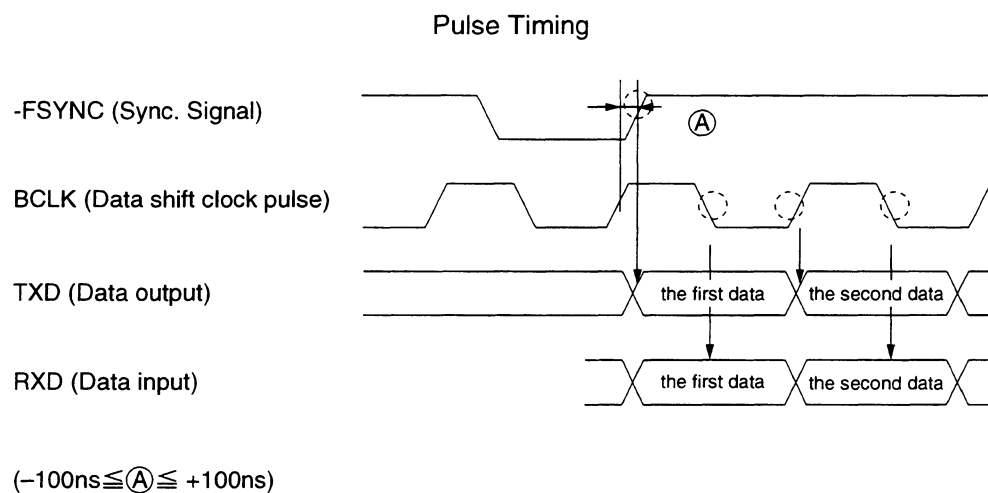 Pulse Timing
-FSYNC (Sync. Signal)
Ⓐ
BCLK (Data shift clock pulse)
TXD (Data output)
the first data
the second data
RXD (Data input)
the first data
the second data
(–100ns≦Ⓐ≦ +100ns)